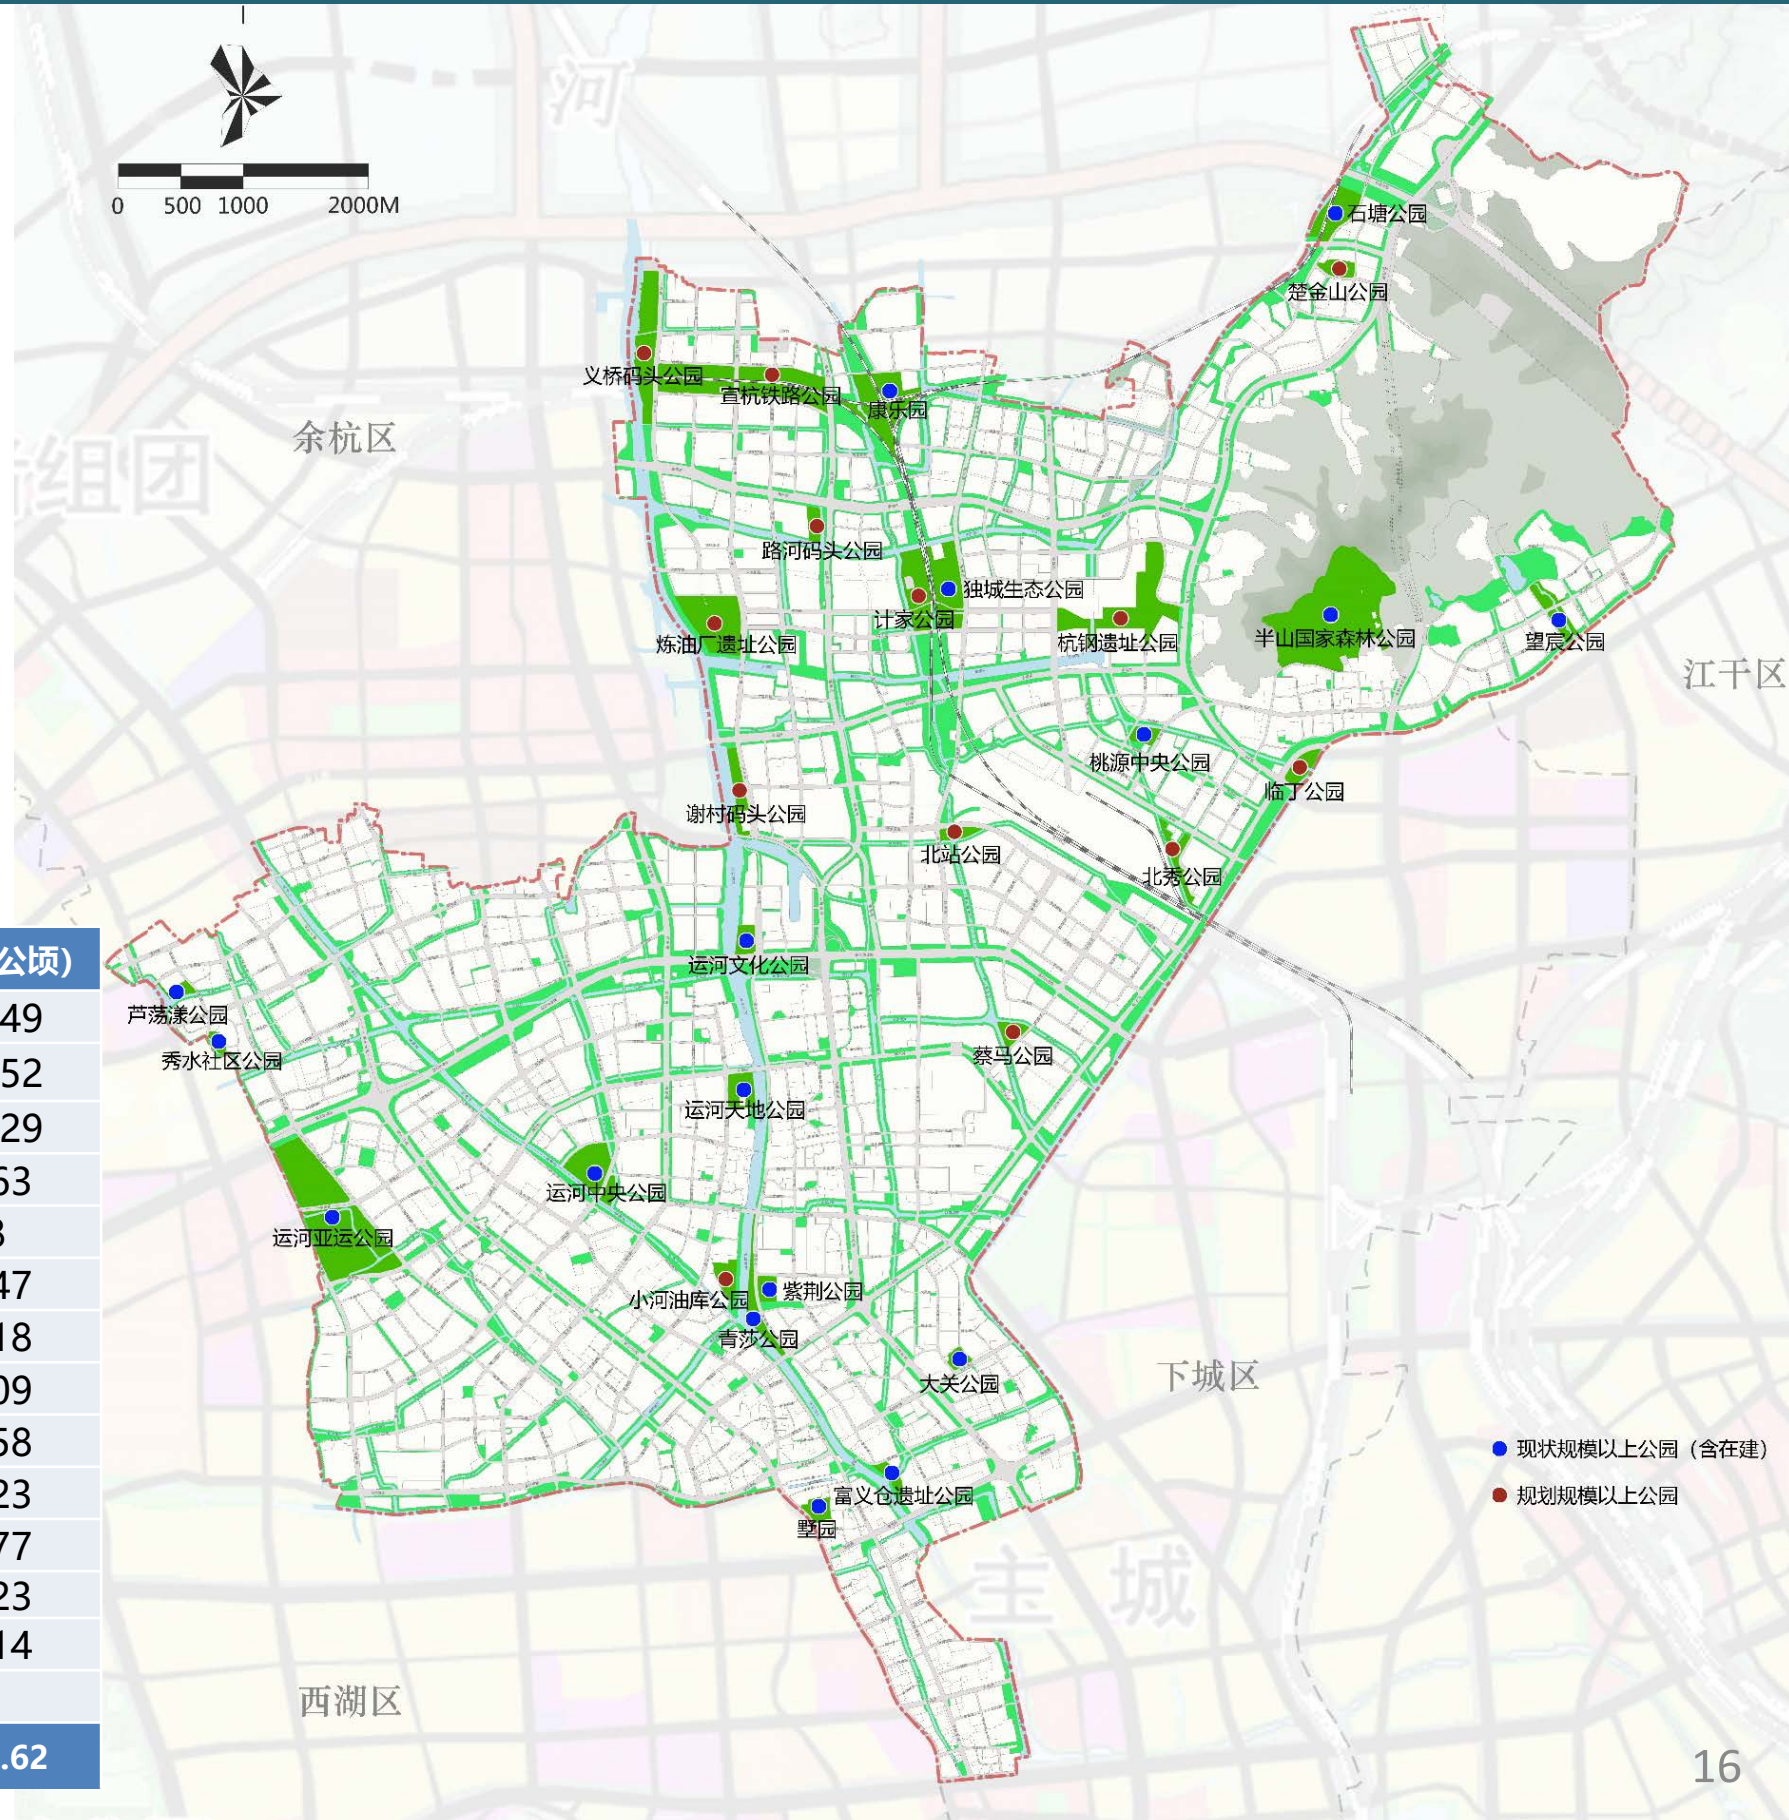 河
0 500 1000 2000M
石塘公园
楚金山公园
义桥码头公园
宣杭铁路公园
康乐园
余杭区
组团
路河码头公园
独城生态公园
计家公园
炼油厂遗址公园
杭钢遗址公园
半山国家森林公园
望宸公园
江干区
桃源中央公园
临丁公园
谢村码头公园
北站公园
北秀公园
运河文化公园
公顷)
49
52
29
63
3
47
18
09
58
23
77
23
14
.62
芦荡漾公园
秀水社区公园
蔡马公园
运河天地公园
运河中央公园
运河亚运公园
小河油库公园
紫荆公园
青莎公园
大关公园
下城区
现状规模以上公园（含在建）
规划规模以上公园
富义仓遗址公园
墅园
主城
西湖区
16